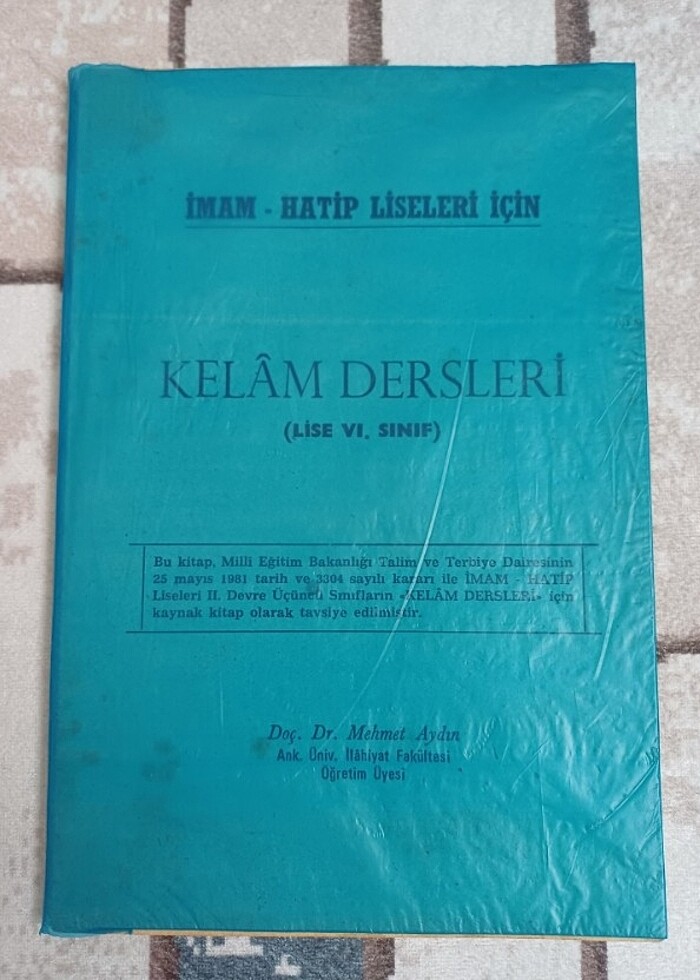 İMAM - HATİP LİSELERİ İÇİN
KELÂM DERSLERİ
(LİSE VI. SINIF)
Bu kitap, Milli Eğitim Bakanlığı Talim ve Terbiye Dairesinin
25 mayıs 1981 tarih ve 3304 sayılı kararı ile İMAM - HATİP
Liseleri II. Devre Üçüncü Sınıfların «KELÂM DERSLERİ» için
kaynak kitap olarak tavsiye edilmiştir.
Doç. Dr. Mehmet Aydın
Ank. Üniv. İlâhiyat Fakültesi
Öğretim Üyesi